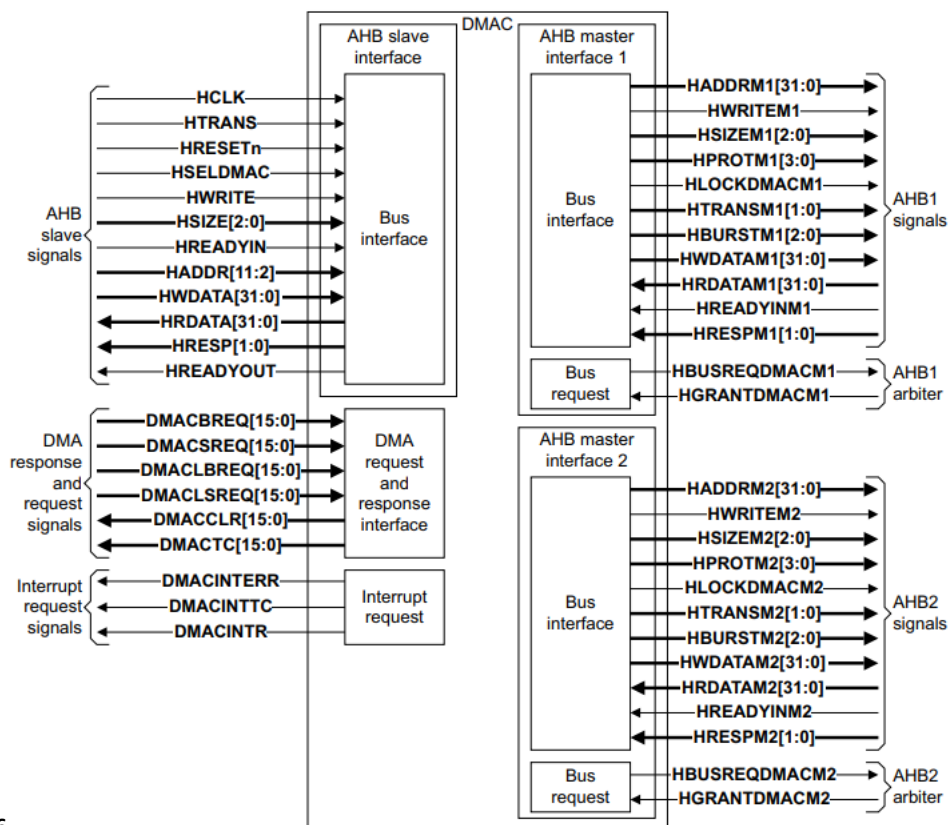 DMAC
AHB slave
interface
HCLK
HTRANS
HRESETn
HSELDMAC
HWRITE
HSIZE[2:0]
HREADYIN
HADDR[11:2]
HWDATA[31:0]
HRDATA[31:0]
HRESP[1:0]
HREADYOUT
AHB
slave
signals
Bus
interface
DMACBREQ[15:0]
DMACSREQ[15:0]
DMACLBREQ[15:0]
DMACLSREQ[15:0]
DMACCLR[15:0]
DMACTC[15:0]
DMA
response
and
request
signals
DMA
request
and
response
interface
DMACINTERR
DMACINTTC
DMACINTR
Interrupt
request
signals
Interrupt
request
AHB master
interface 1
Bus
interface
HADDRM1[31:0]
HWRITEM1
HSIZEM1[2:0]
HPROTM1[3:0]
HLOCKDMACM1
HTRANSM1[1:0]
HBURSTM1[2:0]
HWDATAM1[31:0]
HRDATAM1[31:0]
HREADYINM1
HRESPM1[1:0]
AHB1
signals
Bus
request
HBUSREQDMACM1
HGRANTDMACM1
AHB1
arbiter
AHB master
interface 2
Bus
interface
HADDRM2[31:0]
HWRITEM2
HSIZEM2[2:0]
HPROTM2[3:0]
HLOCKDMACM2
HTRANSM2[1:0]
HBURSTM2[2:0]
HWDATAM2[31:0]
HRDATAM2[31:0]
HREADYINM2
HRESPM2[1:0]
AHB2
signals
Bus
request
HBUSREQDMACM2
HGRANTDMACM2
AHB2
arbiter